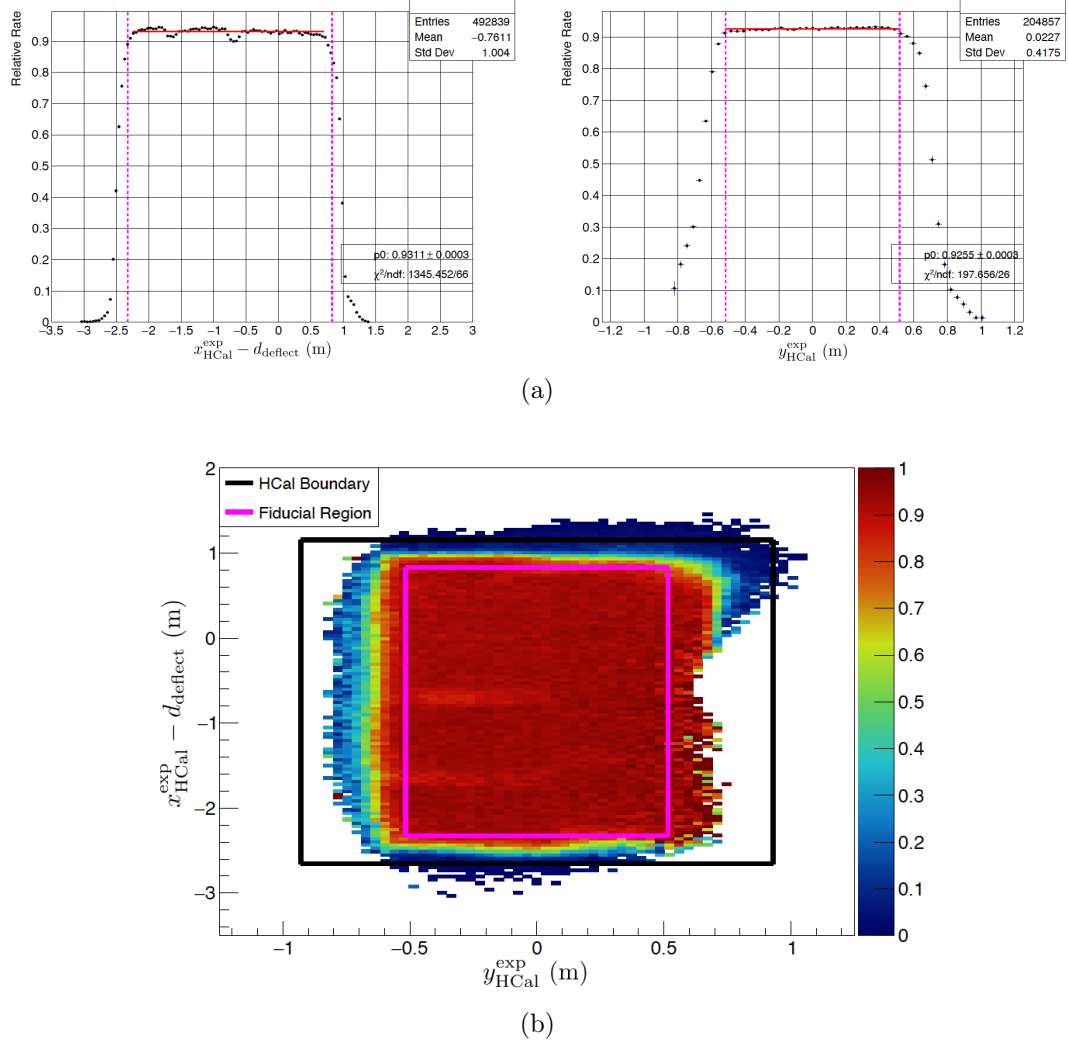 Relative Rate
0.9
0.8
0.7
0.6
0.5
0.4
0.3
0.2
0.1
0
−3.5 −3 −2.5 −2 −1.5 −1 −0.5 0 0.5 1 1.5 2 2.5 3
x_HCal^exp − d_deflect (m)
Entries 492839
Mean −0.7611
Std Dev 1.004
p0: 0.9311 ± 0.0003
χ²/ndf: 1345.452/66
Relative Rate
0.9
0.8
0.7
0.6
0.5
0.4
0.3
0.2
0.1
0
−1.2 −1 −0.8 −0.6 −0.4 −0.2 0 0.2 0.4 0.6 0.8 1 1.2
y_HCal^exp (m)
Entries 204857
Mean 0.0227
Std Dev 0.4175
p0: 0.9255 ± 0.0003
χ²/ndf: 197.656/26
(a)
HCal Boundary
Fiducial Region
x_HCal^exp − d_deflect (m)
2
1
0
−1
−2
−3
−1 −0.5 0 0.5 1
y_HCal^exp (m)
1
0.9
0.8
0.7
0.6
0.5
0.4
0.3
0.2
0.1
0
(b)